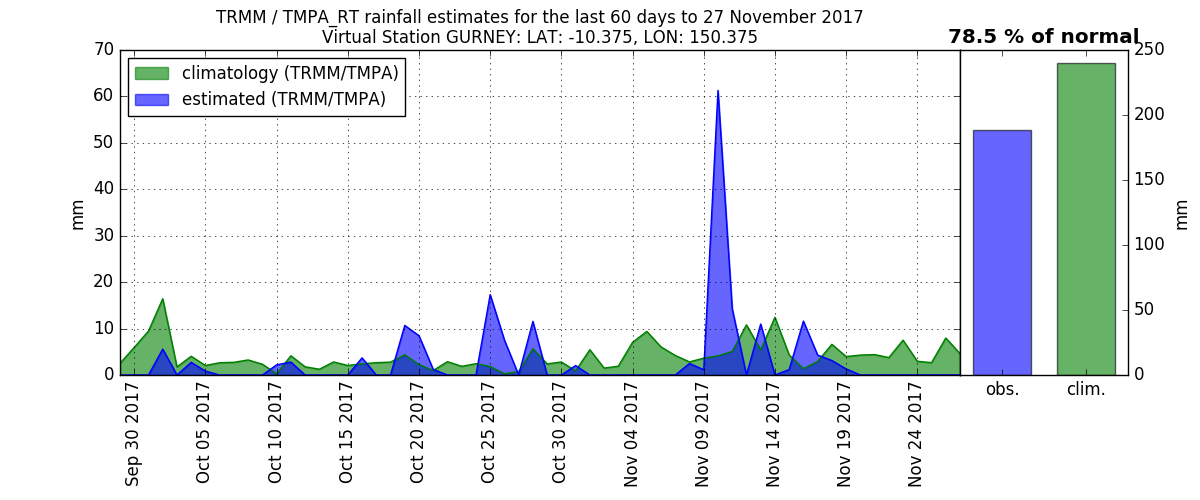 TRMM / TMPA_RT rainfall estimates for the last 60 days to 27 November 2017
Virtual Station GURNEY: LAT: -10.375, LON: 150.375
78.5 % of normal
climatology (TRMM/TMPA)
estimated (TRMM/TMPA)
mm
70
60
50
40
30
20
10
0
Sep 30 2017
Oct 05 2017
Oct 10 2017
Oct 15 2017
Oct 20 2017
Oct 25 2017
Oct 30 2017
Nov 04 2017
Nov 09 2017
Nov 14 2017
Nov 19 2017
Nov 24 2017
250
200
150
100
50
0
mm
obs.
clim.